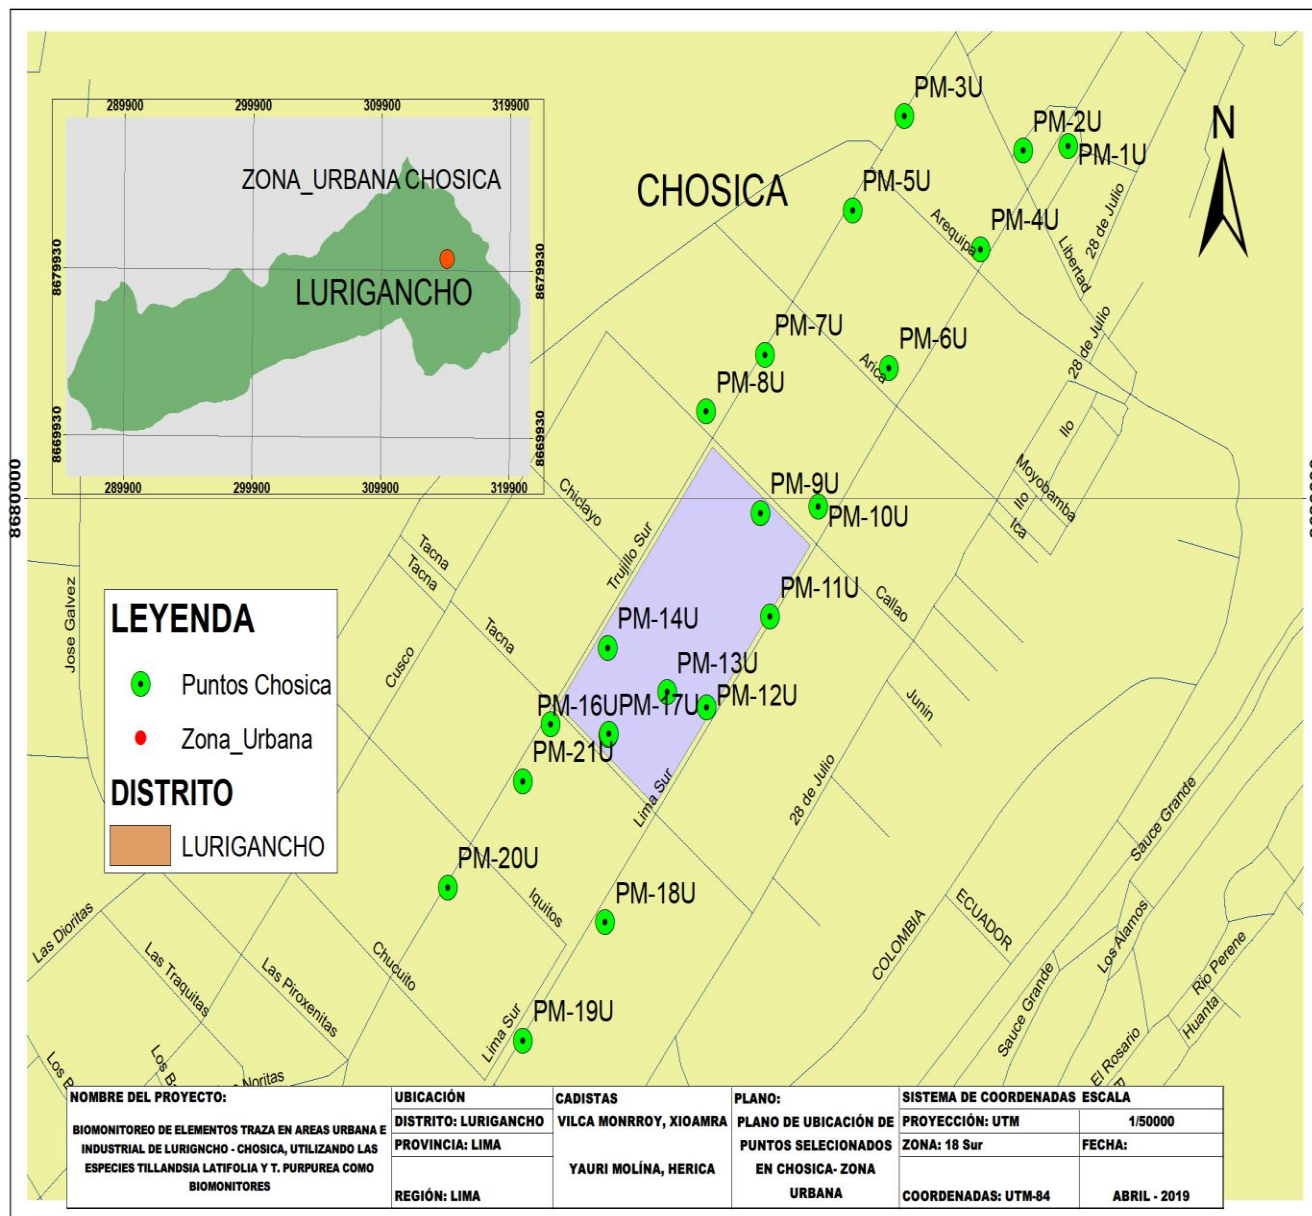 289900 299900 309900 319900
ZONA_URBANA CHOSICA
LURIGANCHO
8679930 8679930
8669930 8669930
289900 299900 309900 319900
8680000
CHOSICA
N
PM-3U
PM-2U
PM-1U
PM-5U
PM-4U
PM-7U
PM-6U
PM-8U
PM-9U
PM-10U
PM-11U
PM-14U
PM-13U
PM-12U
PM-16U
PM-17U
PM-21U
PM-20U
PM-18U
PM-19U
Arequipa
Libertad
28 de Julio
28 de Julio
Arica
Ilo
Moyobamba
Ilo
Ica
Chiclayo
Trujillo Sur
Tacna
Tacna
Tacna
Callao
Jose Galvez
Cusco
Junin
Lima Sur
28 de Julio
Sauce Grande
Iquitos
ECUADOR
COLOMBIA
Los Alamos
Rio Perene
Huanta
Sauce Grande
El Rosario
Las Dioritas
Las Traquitas
Las Piroxenitas
Chucuito
Lima Sur
Noritas
LEYENDA
Puntos Chosica
Zona_Urbana
DISTRITO
LURIGANCHO
NOMBRE DEL PROYECTO:
BIOMONITOREO DE ELEMENTOS TRAZA EN AREAS URBANA E
INDUSTRIAL DE LURIGNCHO - CHOSICA, UTILIZANDO LAS
ESPECIES TILLANDSIA LATIFOLIA Y T. PURPUREA COMO
BIOMONITORES
UBICACIÓN
DISTRITO: LURIGANCHO
PROVINCIA: LIMA
REGIÓN: LIMA
CADISTAS
VILCA MONRROY, XIOAMRA
YAURI MOLÍNA, HERICA
PLANO:
PLANO DE UBICACIÓN DE
PUNTOS SELECIONADOS
EN CHOSICA- ZONA
URBANA
SISTEMA DE COORDENADAS ESCALA
PROYECCIÓN: UTM 1/50000
ZONA: 18 Sur FECHA:
COORDENADAS: UTM-84 ABRIL - 2019